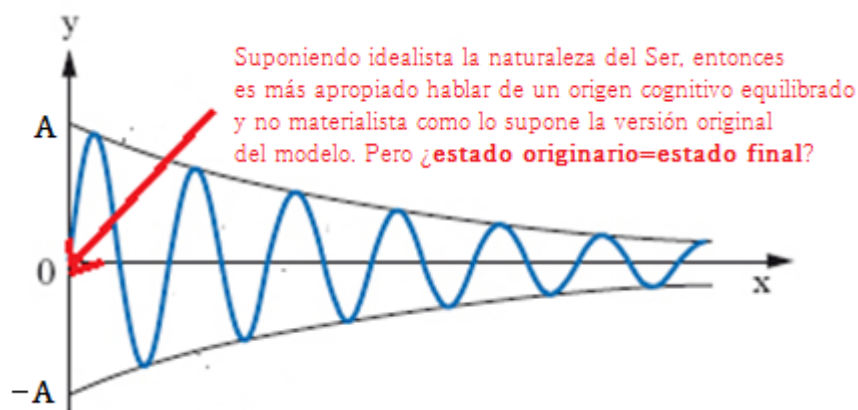 y
Suponiendo idealista la naturaleza del Ser, entonces
es más apropiado hablar de un origen cognitivo equilibrado
A
y no materialista como lo supone la versión original
del modelo. Pero ¿estado originario=estado final?
0
x
−A